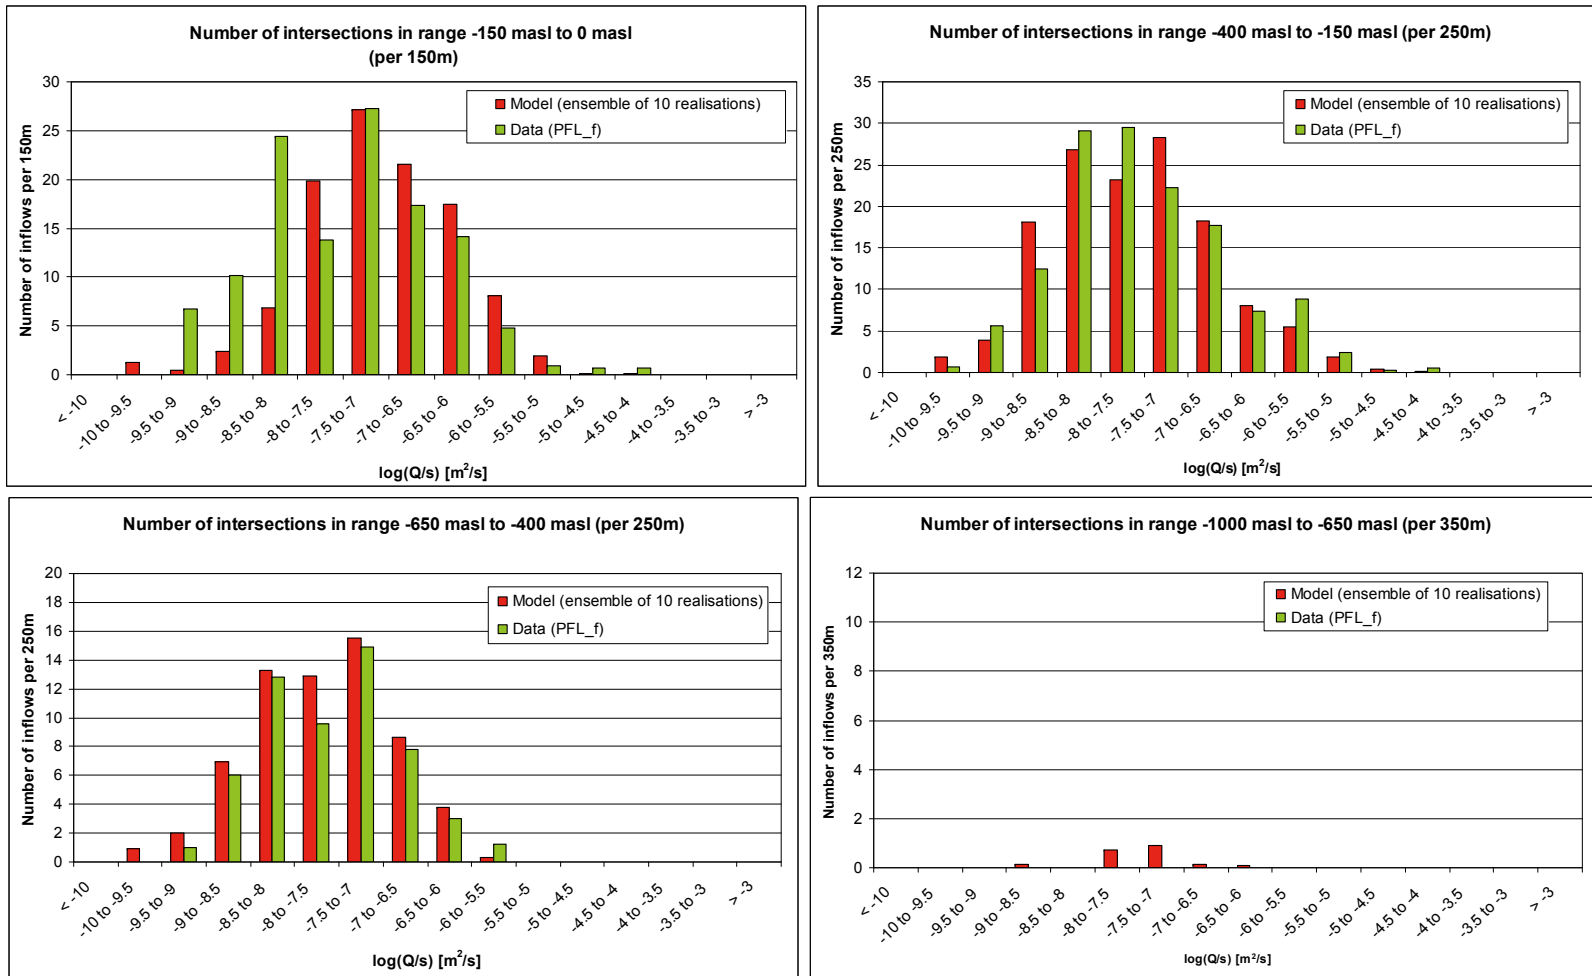 Number of intersections in range -150 masl to 0 masl
(per 150m)
Number of inflows per 150m
30
25
20
15
10
5
0
Model (ensemble of 10 realisations)
Data (PFL_f)
< -10
-10 to -9.5
-9.5 to -9
-9 to -8.5
-8.5 to -8
-8 to -7.5
-7.5 to -7
-7 to -6.5
-6.5 to -6
-6 to -5.5
-5.5 to -5
-5 to -4.5
-4.5 to -4
-4 to -3.5
-3.5 to -3
> -3
log(Q/s) [m²/s]
Number of intersections in range -400 masl to -150 masl (per 250m)
Number of inflows per 250m
35
30
25
20
15
10
5
0
Model (ensemble of 10 realisations)
Data (PFL_f)
< -10
-10 to -9.5
-9.5 to -9
-9 to -8.5
-8.5 to -8
-8 to -7.5
-7.5 to -7
-7 to -6.5
-6.5 to -6
-6 to -5.5
-5.5 to -5
-5 to -4.5
-4.5 to -4
-4 to -3.5
-3.5 to -3
> -3
log(Q/s) [m²/s]
Number of intersections in range -650 masl to -400 masl (per 250m)
Number of inflows per 250m
20
18
16
14
12
10
8
6
4
2
0
Model (ensemble of 10 realisations)
Data (PFL_f)
< -10
-10 to -9.5
-9.5 to -9
-9 to -8.5
-8.5 to -8
-8 to -7.5
-7.5 to -7
-7 to -6.5
-6.5 to -6
-6 to -5.5
-5.5 to -5
-5 to -4.5
-4.5 to -4
-4 to -3.5
-3.5 to -3
> -3
log(Q/s) [m²/s]
Number of intersections in range -1000 masl to -650 masl (per 350m)
Number of inflows per 350m
12
10
8
6
4
2
0
Model (ensemble of 10 realisations)
Data (PFL_f)
< -10
-10 to -9.5
-9.5 to -9
-9 to -8.5
-8.5 to -8
-8 to -7.5
-7.5 to -7
-7 to -6.5
-6.5 to -6
-6 to -5.5
-5.5 to -5
-5 to -4.5
-4.5 to -4
-4 to -3.5
-3.5 to -3
> -3
log(Q/s) [m²/s]